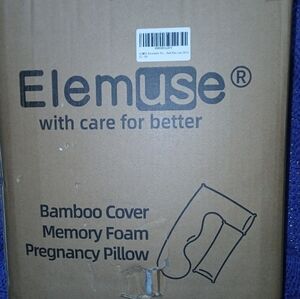 Elemuse®
with care for better
Bamboo Cover
Memory Foam
Pregnancy Pillow